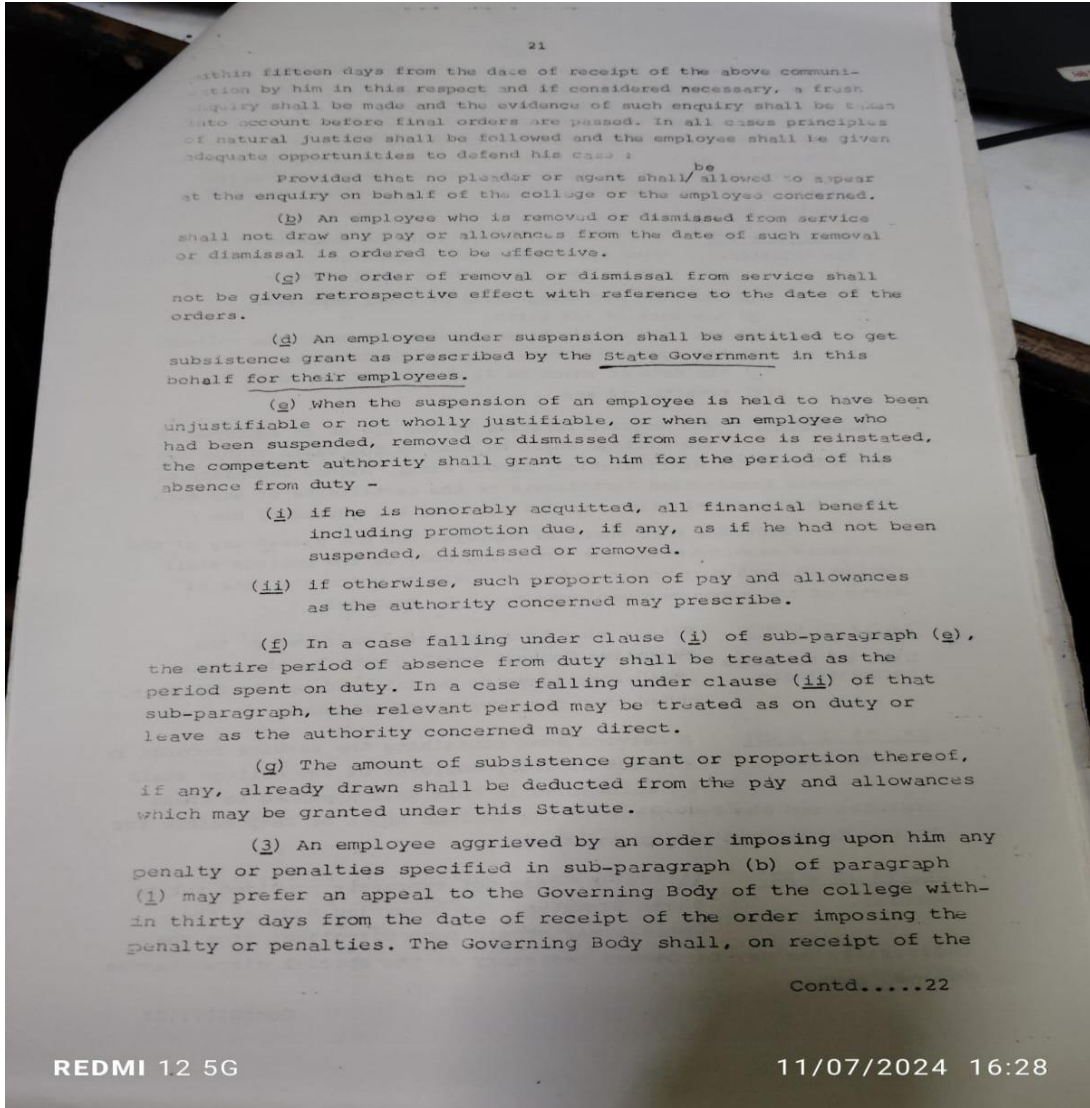 21
within fifteen days from the date of receipt of the above communi-
tion by him in this respect and if considered necessary, a fresh
enquiry shall be made and the evidence of such enquiry shall be taken
into account before final orders are passed. In all cases principles
of natural justice shall be followed and the employee shall be given
adequate opportunities to defend his case :
be
Provided that no pleader or agent shall/allowed to appear
at the enquiry on behalf of the college or the employee concerned.
(b) An employee who is removed or dismissed from service
shall not draw any pay or allowances from the date of such removal
or dismissal is ordered to be effective.
(c) The order of removal or dismissal from service shall
not be given retrospective effect with reference to the date of the
orders.
(d) An employee under suspension shall be entitled to get
subsistence grant as prescribed by the State Government in this
behalf for their employees.
(e) When the suspension of an employee is held to have been
unjustifiable or not wholly justifiable, or when an employee who
had been suspended, removed or dismissed from service is reinstated,
the competent authority shall grant to him for the period of his
absence from duty -
(i) if he is honorably acquitted, all financial benefit
including promotion due, if any, as if he had not been
suspended, dismissed or removed.
(ii) if otherwise, such proportion of pay and allowances
as the authority concerned may prescribe.
(f) In a case falling under clause (i) of sub-paragraph (e),
the entire period of absence from duty shall be treated as the
period spent on duty. In a case falling under clause (ii) of that
sub-paragraph, the relevant period may be treated as on duty or
leave as the authority concerned may direct.
(g) The amount of subsistence grant or proportion thereof,
if any, already drawn shall be deducted from the pay and allowances
which may be granted under this Statute.
(3) An employee aggrieved by an order imposing upon him any
penalty or penalties specified in sub-paragraph (b) of paragraph
(1) may prefer an appeal to the Governing Body of the college with-
in thirty days from the date of receipt of the order imposing the
penalty or penalties. The Governing Body shall, on receipt of the
Contd.....22
REDMI 12 5G
11/07/2024 16:28